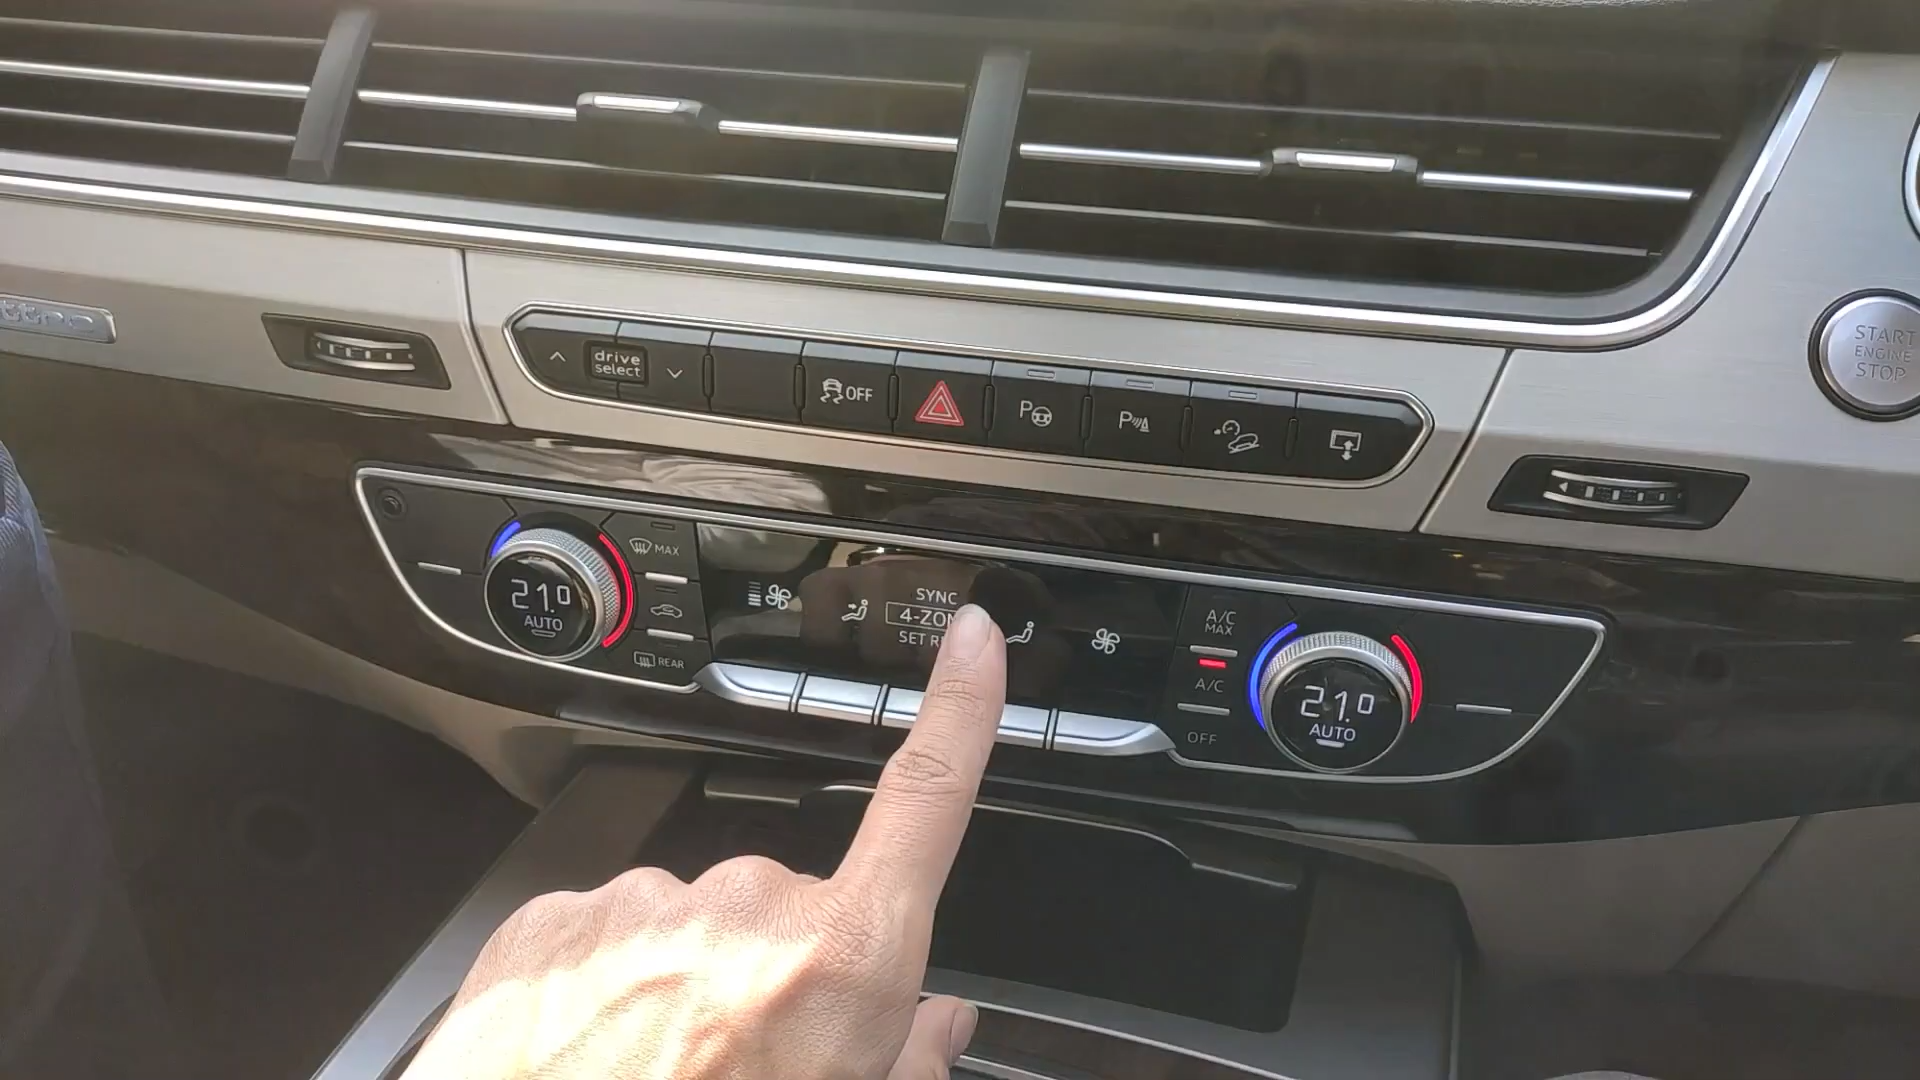 drive
select
OFF
P
P
START
ENGINE
STOP
21.0
AUTO
MAX
REAR
SYNC
4-ZON
SET R
A/C
MAX
A/C
OFF
21.0
AUTO